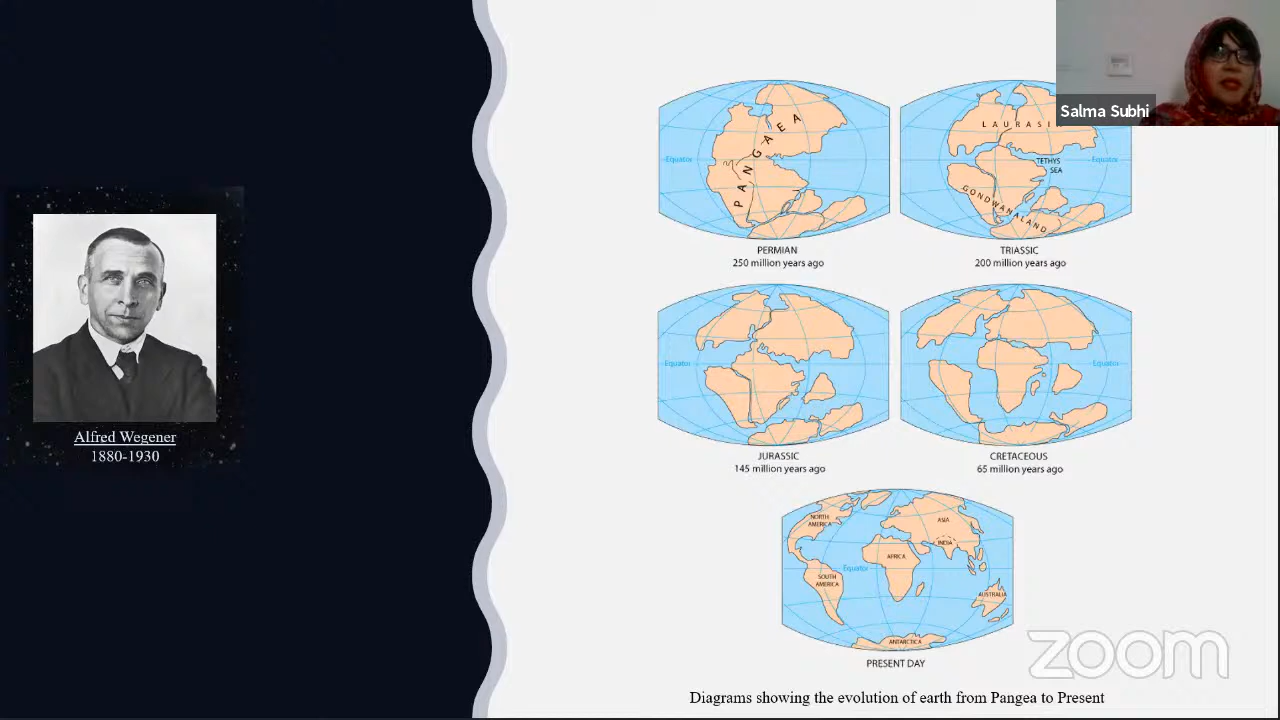 Salma Subhi
Alfred Wegener
1880-1930
Equator
PANGAEA
PERMIAN
250 million years ago
LAURASI
TETHYS
SEA
Equator
GONDWANALAND
TRIASSIC
200 million years ago
Equator
JURASSIC
145 million years ago
Equator
CRETACEOUS
65 million years ago
NORTH
AMERICA
ASIA
INDIA
AFRICA
Equator
SOUTH
AMERICA
AUSTRALIA
ANTARCTICA
PRESENT DAY
zoom
Diagrams showing the evolution of earth from Pangea to Present